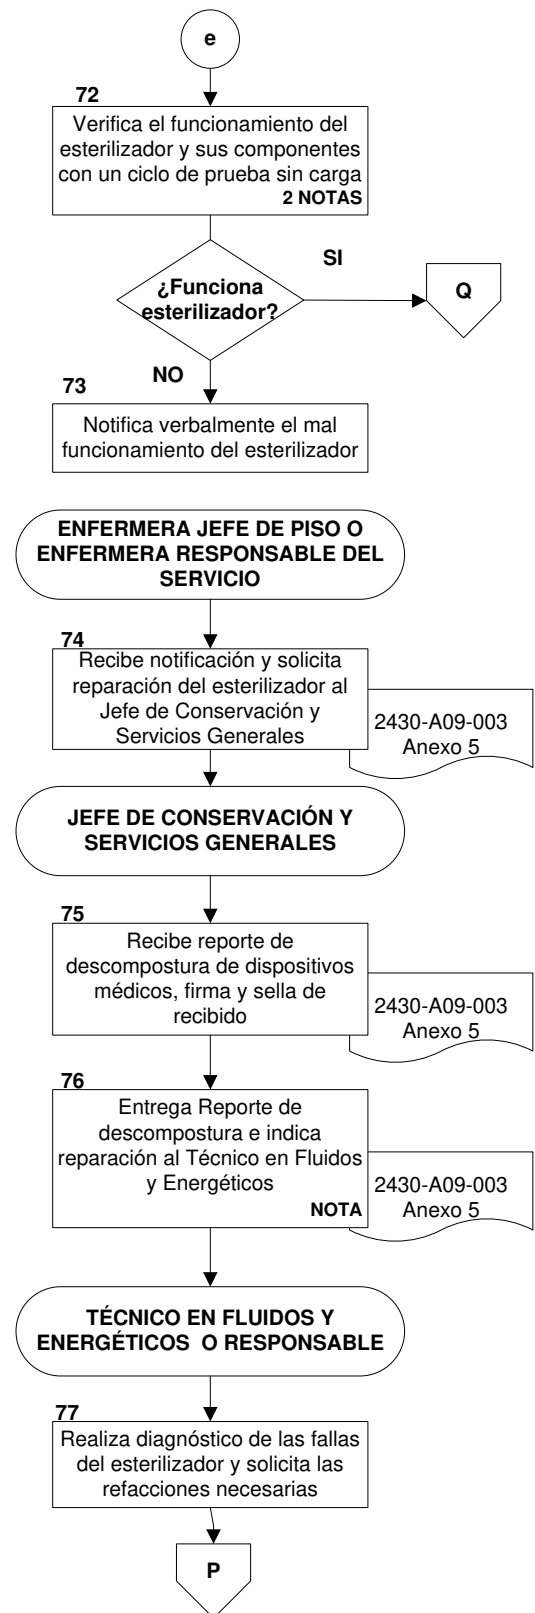 e
72
Verifica el funcionamiento del
esterilizador y sus componentes
con un ciclo de prueba sin carga
2 NOTAS
SI
¿Funciona
esterilizador?
Q
NO
73
Notifica verbalmente el mal
funcionamiento del esterilizador
ENFERMERA JEFE DE PISO O
ENFERMERA RESPONSABLE DEL
SERVICIO
74
Recibe notificación y solicita
reparación del esterilizador al
Jefe de Conservación y
Servicios Generales
2430-A09-003
Anexo 5
JEFE DE CONSERVACIÓN Y
SERVICIOS GENERALES
75
Recibe reporte de
descompostura de dispositivos
médicos, firma y sella de
recibido
2430-A09-003
Anexo 5
76
Entrega Reporte de
descompostura e indica
reparación al Técnico en Fluidos
y Energéticos
NOTA
2430-A09-003
Anexo 5
TÉCNICO EN FLUIDOS Y
ENERGÉTICOS O RESPONSABLE
77
Realiza diagnóstico de las fallas
del esterilizador y solicita las
refacciones necesarias
P